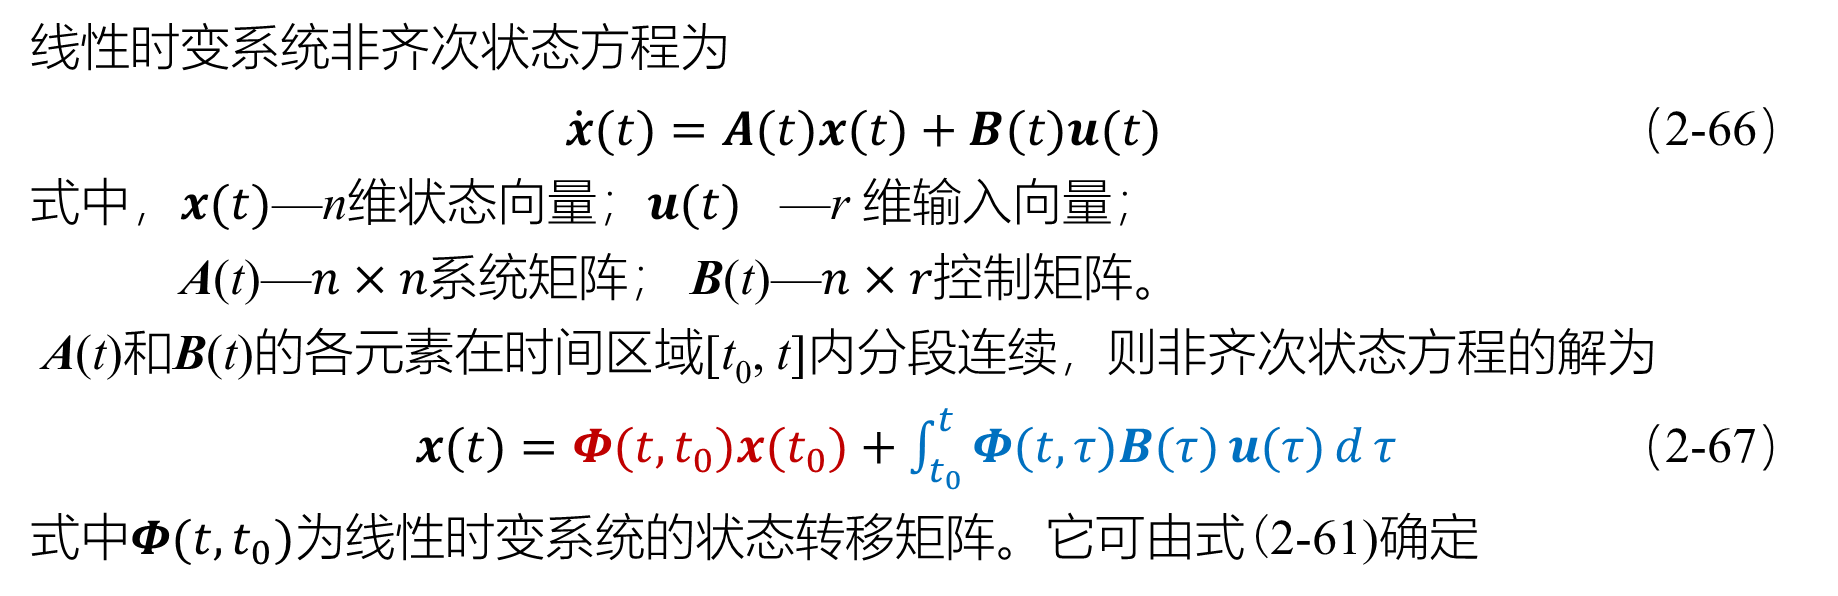 线性时变系统非齐次状态方程为
ẋ(t) = A(t)x(t) + B(t)u(t) (2-66)
式中，x(t)—n维状态向量；u(t) —r 维输入向量；
A(t)—n × n系统矩阵； B(t)—n × r控制矩阵。
A(t)和B(t)的各元素在时间区域[t₀, t]内分段连续，则非齐次状态方程的解为
x(t) = Φ(t, t₀)x(t₀) + ∫_{t₀}^{t} Φ(t, τ)B(τ) u(τ) d τ (2-67)
式中Φ(t, t₀)为线性时变系统的状态转移矩阵。它可由式(2-61)确定